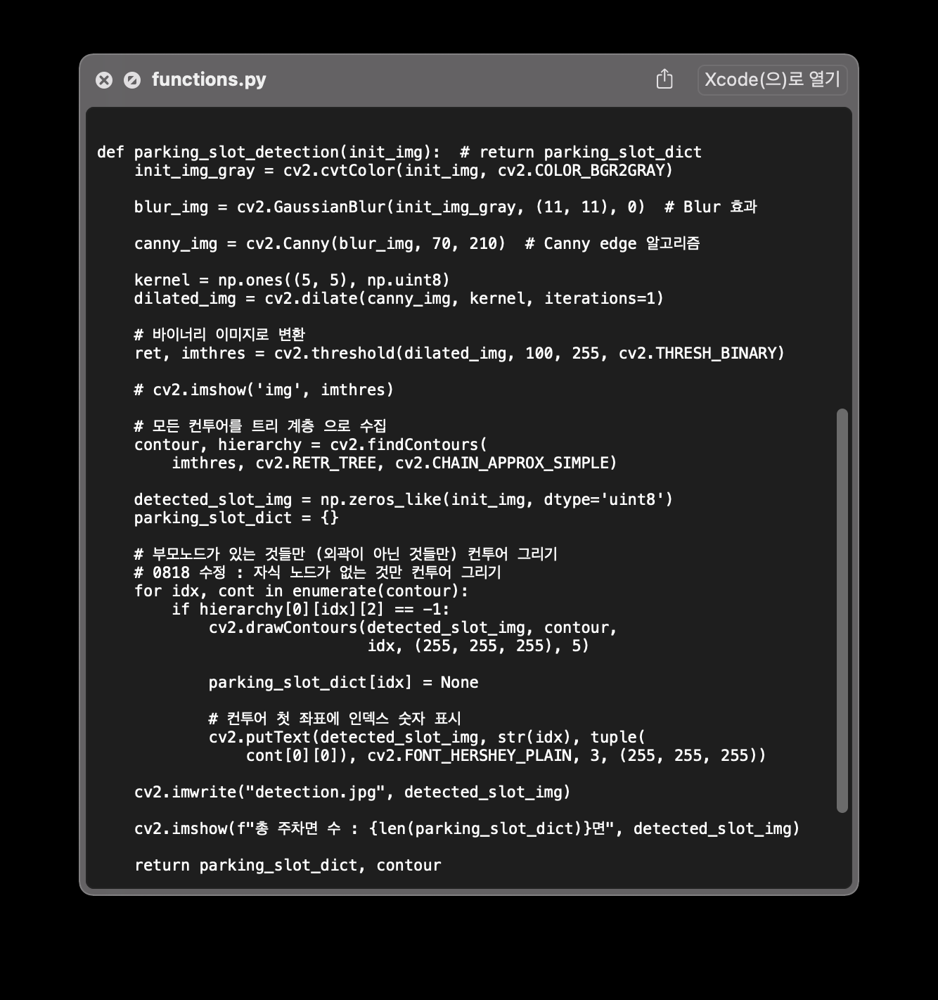 functions.py
Xcode(으)로 열기
def parking_slot_detection(init_img):  # return parking_slot_dict
    init_img_gray = cv2.cvtColor(init_img, cv2.COLOR_BGR2GRAY)
    blur_img = cv2.GaussianBlur(init_img_gray, (11, 11), 0)  # Blur 효과
    canny_img = cv2.Canny(blur_img, 70, 210)  # Canny edge 알고리즘
    kernel = np.ones((5, 5), np.uint8)
    dilated_img = cv2.dilate(canny_img, kernel, iterations=1)
    # 바이너리 이미지로 변환
    ret, imthres = cv2.threshold(dilated_img, 100, 255, cv2.THRESH_BINARY)
    # cv2.imshow('img', imthres)
    # 모든 컨투어를 트리 계층 으로 수집
    contour, hierarchy = cv2.findContours(
        imthres, cv2.RETR_TREE, cv2.CHAIN_APPROX_SIMPLE)
    detected_slot_img = np.zeros_like(init_img, dtype='uint8')
    parking_slot_dict = {}
    # 부모노드가 있는 것들만 (외곽이 아닌 것들만) 컨투어 그리기
    # 0818 수정 : 자식 노드가 없는 것만 컨투어 그리기
    for idx, cont in enumerate(contour):
        if hierarchy[0][idx][2] == -1:
            cv2.drawContours(detected_slot_img, contour,
                             idx, (255, 255, 255), 5)
            parking_slot_dict[idx] = None
            # 컨투어 첫 좌표에 인덱스 숫자 표시
            cv2.putText(detected_slot_img, str(idx), tuple(
                cont[0][0]), cv2.FONT_HERSHEY_PLAIN, 3, (255, 255, 255))
    cv2.imwrite("detection.jpg", detected_slot_img)
    cv2.imshow(f"총 주차면 수 : {len(parking_slot_dict)}면", detected_slot_img)
    return parking_slot_dict, contour